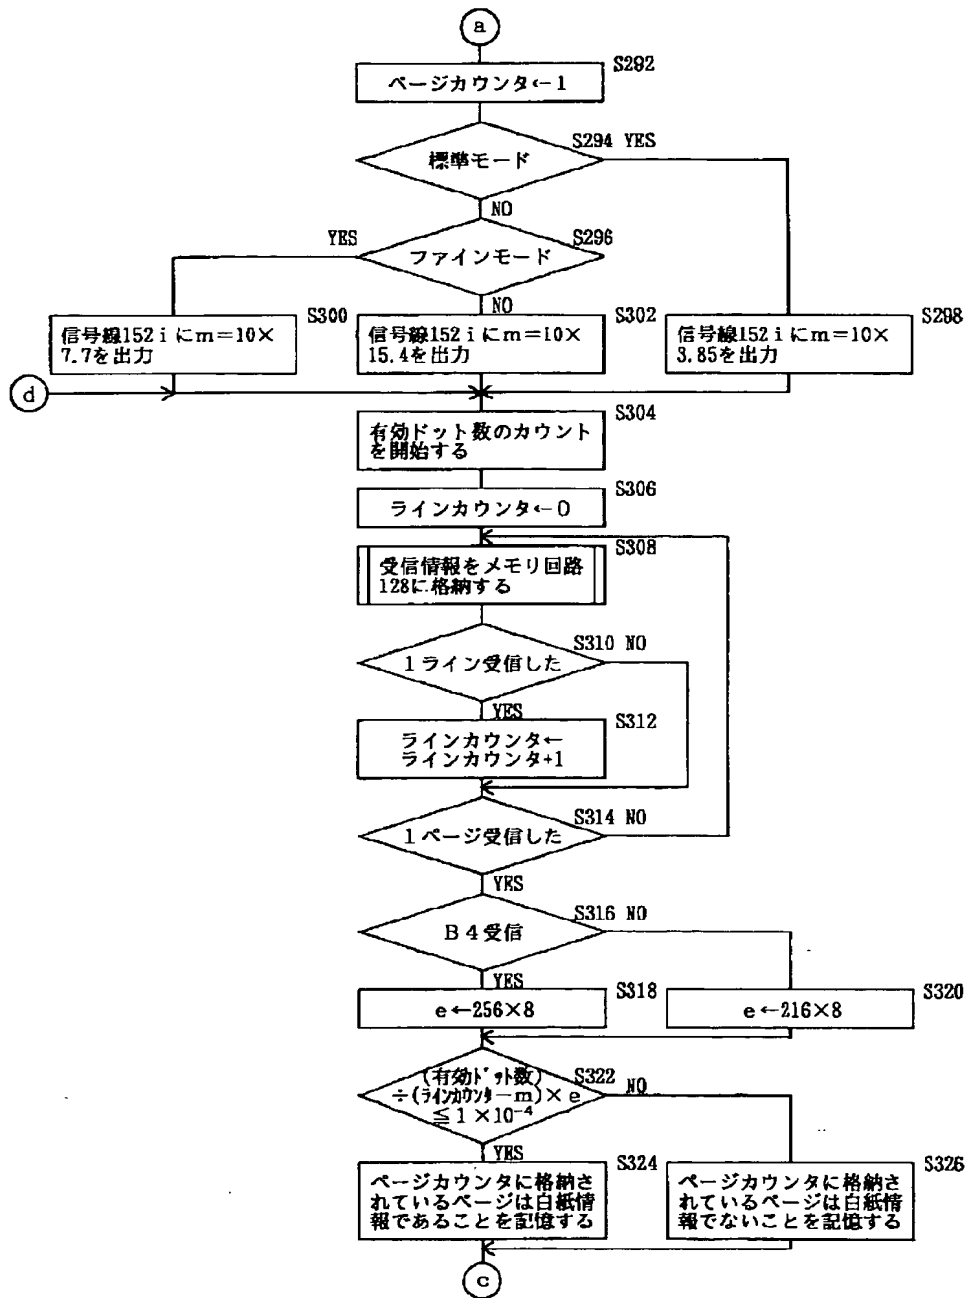 a
S292
ページカウンタ←1
S294 YES
標準モード
NO
YES
S296
ファインモード
NO
S300
信号線152iにm=10×
7.7を出力
S302
信号線152iにm=10×
15.4を出力
S298
信号線152iにm=10×
3.85を出力
d
S304
有効ドット数のカウント
を開始する
S306
ラインカウンタ←0
S308
受信情報をメモリ回路
128に格納する
S310 NO
1ライン受信した
YES
S312
ラインカウンタ←
ラインカウンタ+1
S314 NO
1ページ受信した
YES
S316 NO
B4受信
YES
S318
e←256×8
S320
e←216×8
S322
NO
(有効ドット数)
÷(ラインカウンタ-m)×e
≦1×10⁻⁴
YES
S324
ページカウンタに格納さ
れているページは白紙情
報であることを記憶する
S326
ページカウンタに格納さ
れているページは白紙情
報でないことを記憶する
c